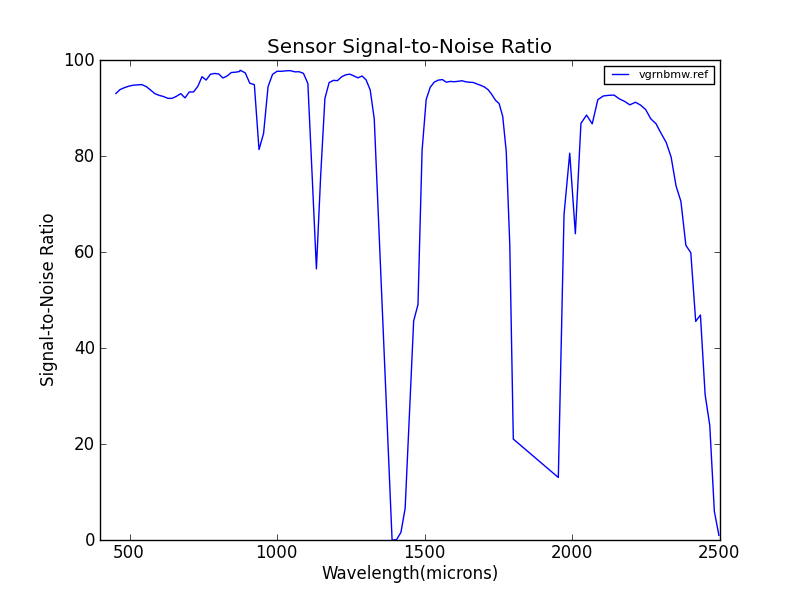 Sensor Signal-to-Noise Ratio
vgrnbmw.ref
100
80
60
40
20
0
Signal-to-Noise Ratio
500
1000
1500
2000
2500
Wavelength(microns)